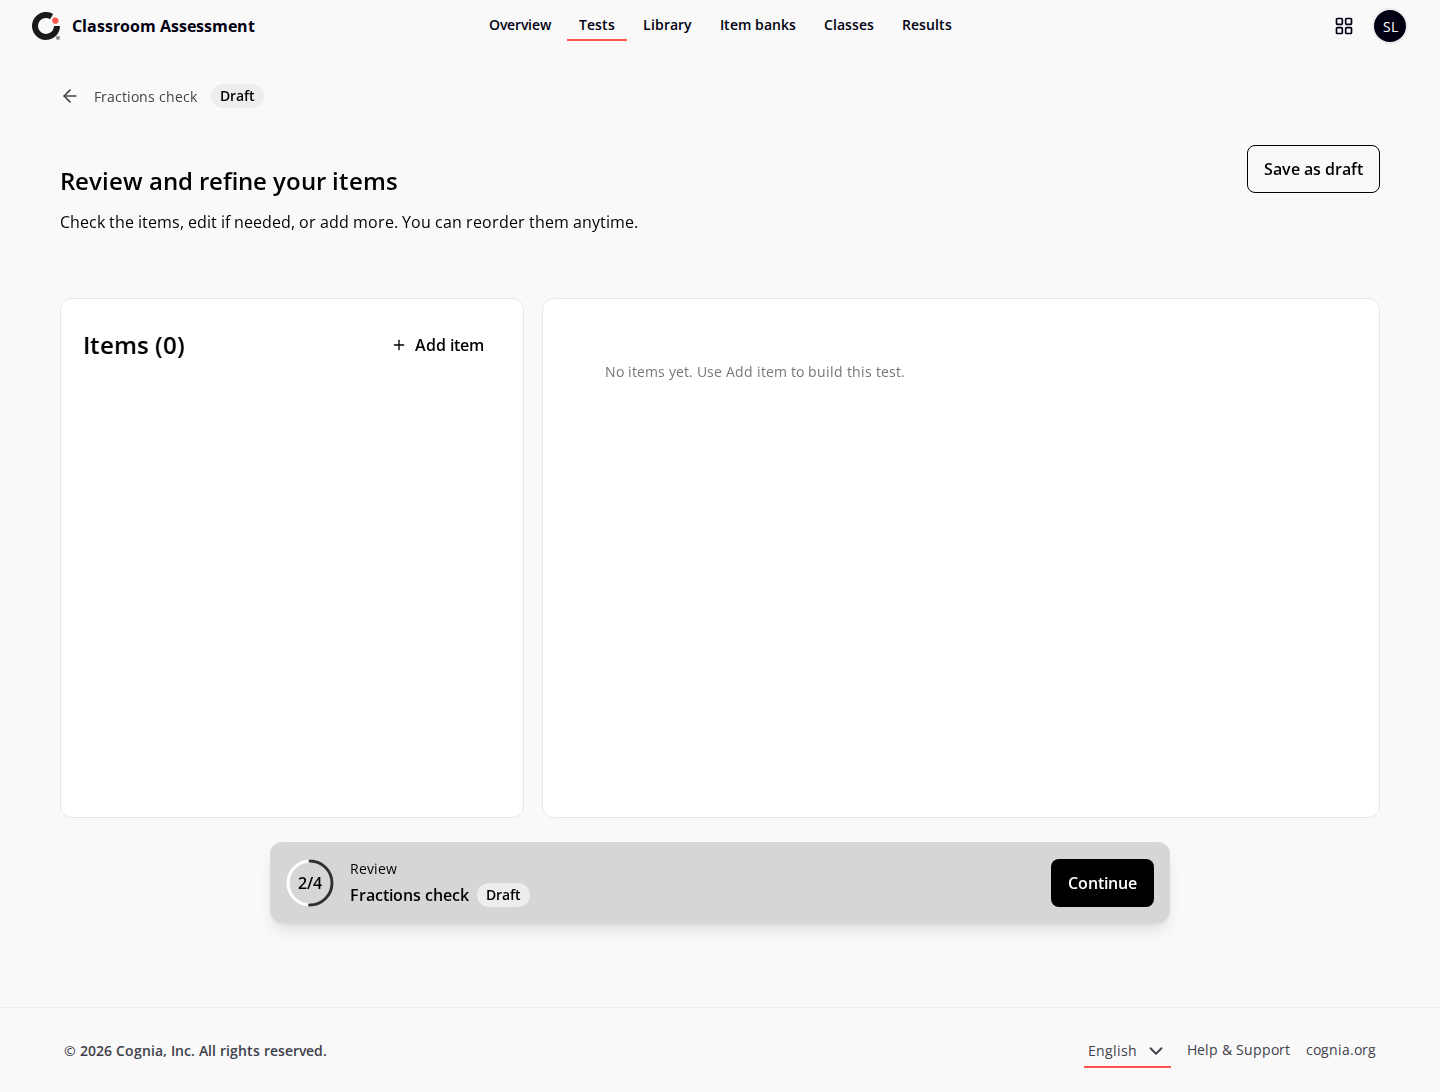 Classroom Assessment
Overview
Tests
Library
Item banks
Classes
Results
SL
Fractions check
Draft
Review and refine your items
Save as draft
Check the items, edit if needed, or add more. You can reorder them anytime.
Items (0)
Add item
No items yet. Use Add item to build this test.
2/4
Review
Fractions check
Draft
Continue
© 2026 Cognia, Inc. All rights reserved.
English
Help & Support
cognia.org